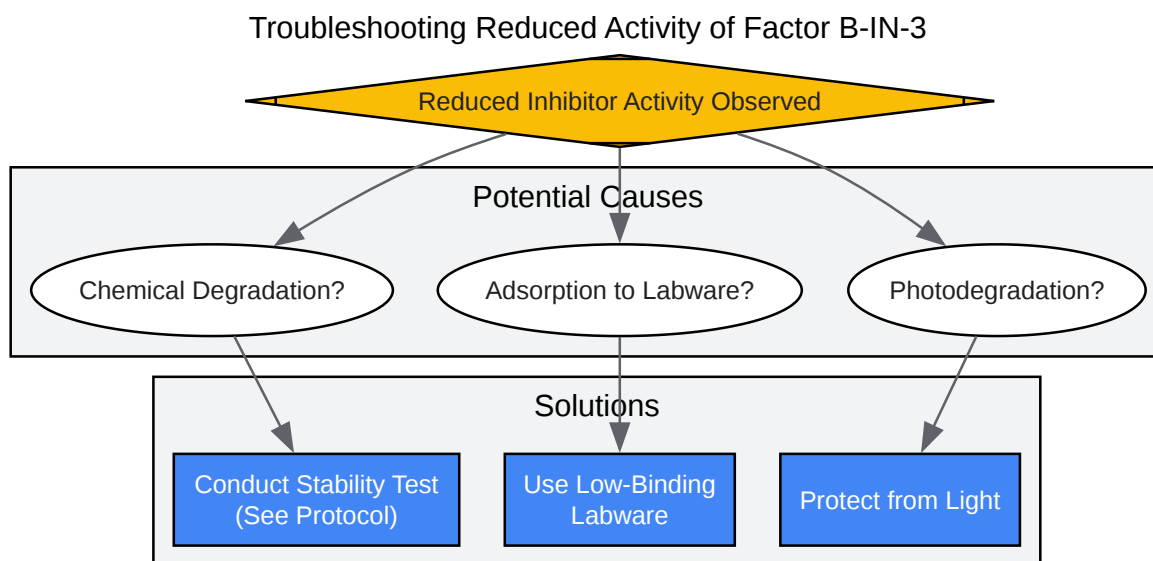 Troubleshooting Reduced Activity of Factor B-IN-3
Reduced Inhibitor Activity Observed
Potential Causes
Chemical Degradation?
Adsorption to Labware?
Photodegradation?
Solutions
Conduct Stability Test
(See Protocol)
Use Low-Binding
Labware
Protect from Light